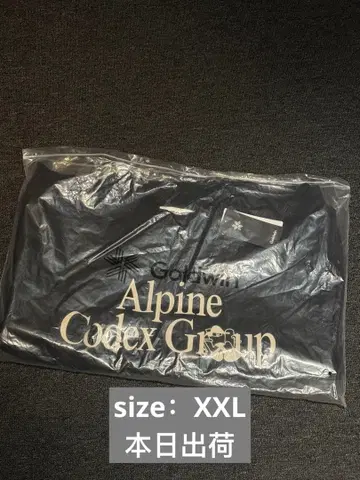 Goldwin
Alpine
Codex Group
size: XXL
本日出荷